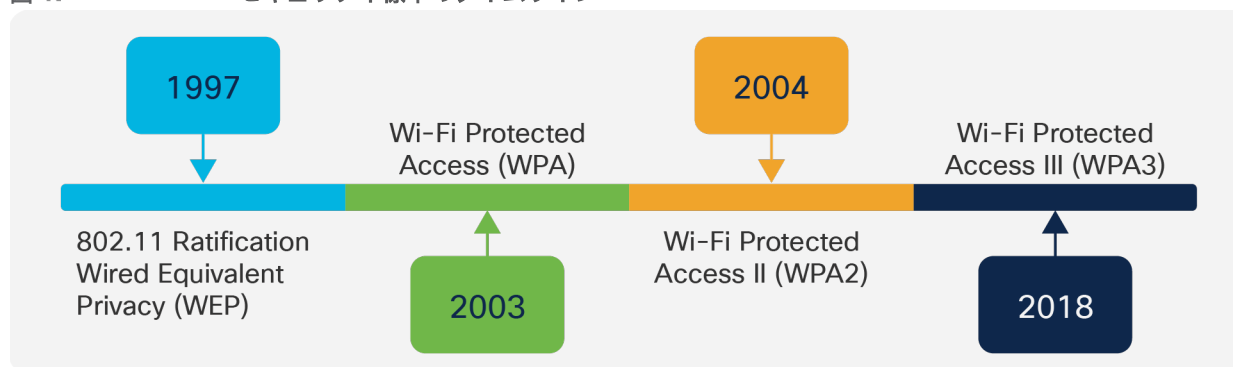 1997
2004
Wi-Fi Protected
Access (WPA)
Wi-Fi Protected
Access III (WPA3)
802.11 Ratification
Wired Equivalent
Privacy (WEP)
Wi-Fi Protected
Access II (WPA2)
2003
2018